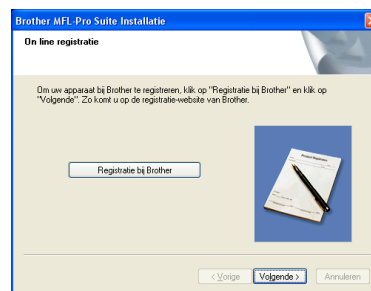 Brother MFL-Pro Suite Installatie
On line registratie
Om uw apparaat bij Brother te registreren, klik op "Registratie bij Brother" en klik op
"Volgende". Zo komt u op de registratie-website van Brother.
Product Registration
Registratie bij Brother
< Vorige
Volgende >
Annuleren